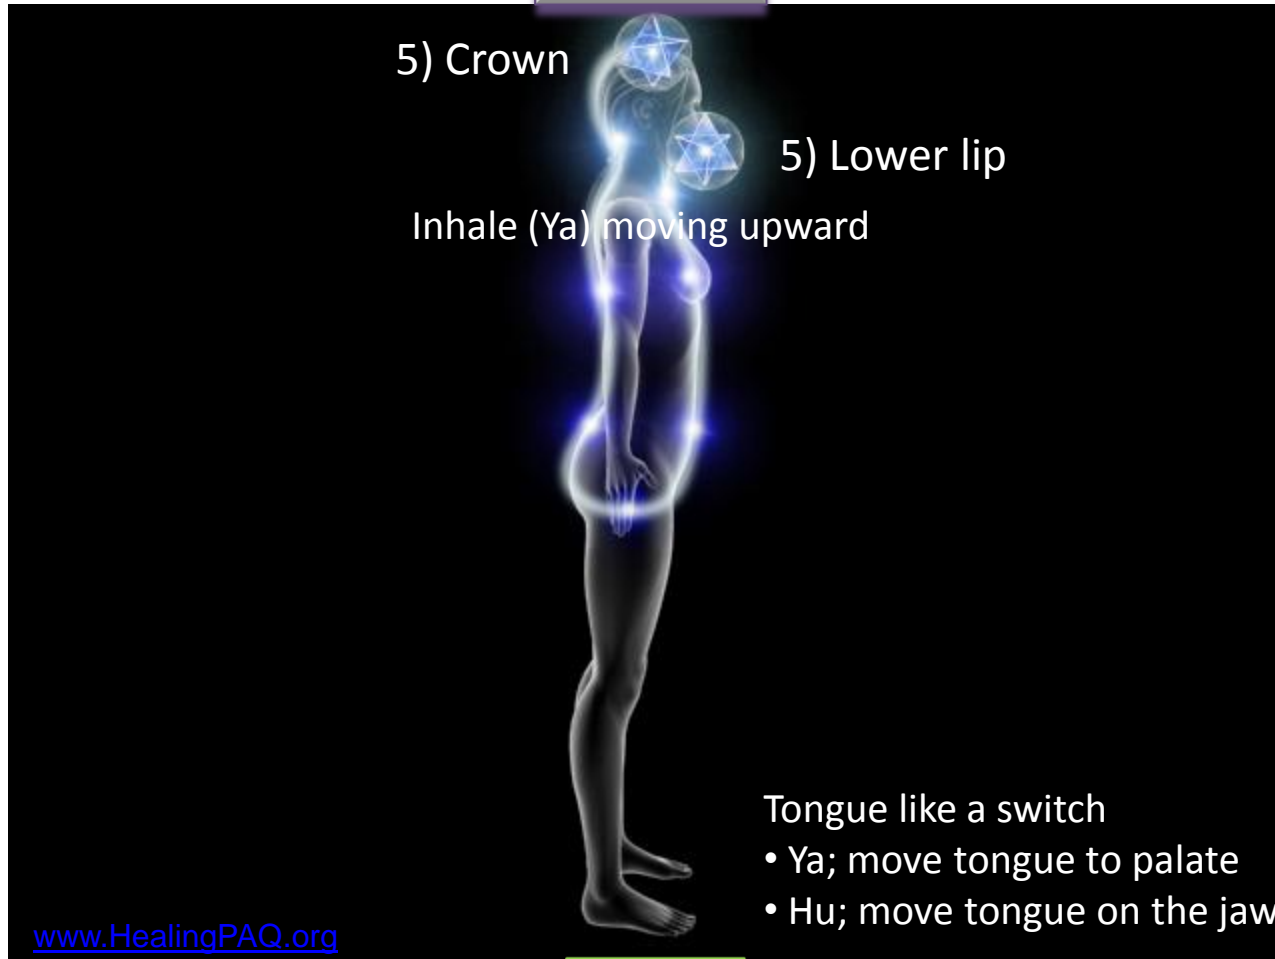 5) Crown
5) Lower lip
Inhale (Ya) moving upward
Tongue like a switch
• Ya; move tongue to palate
• Hu; move tongue on the jaw
www.HealingPAQ.org